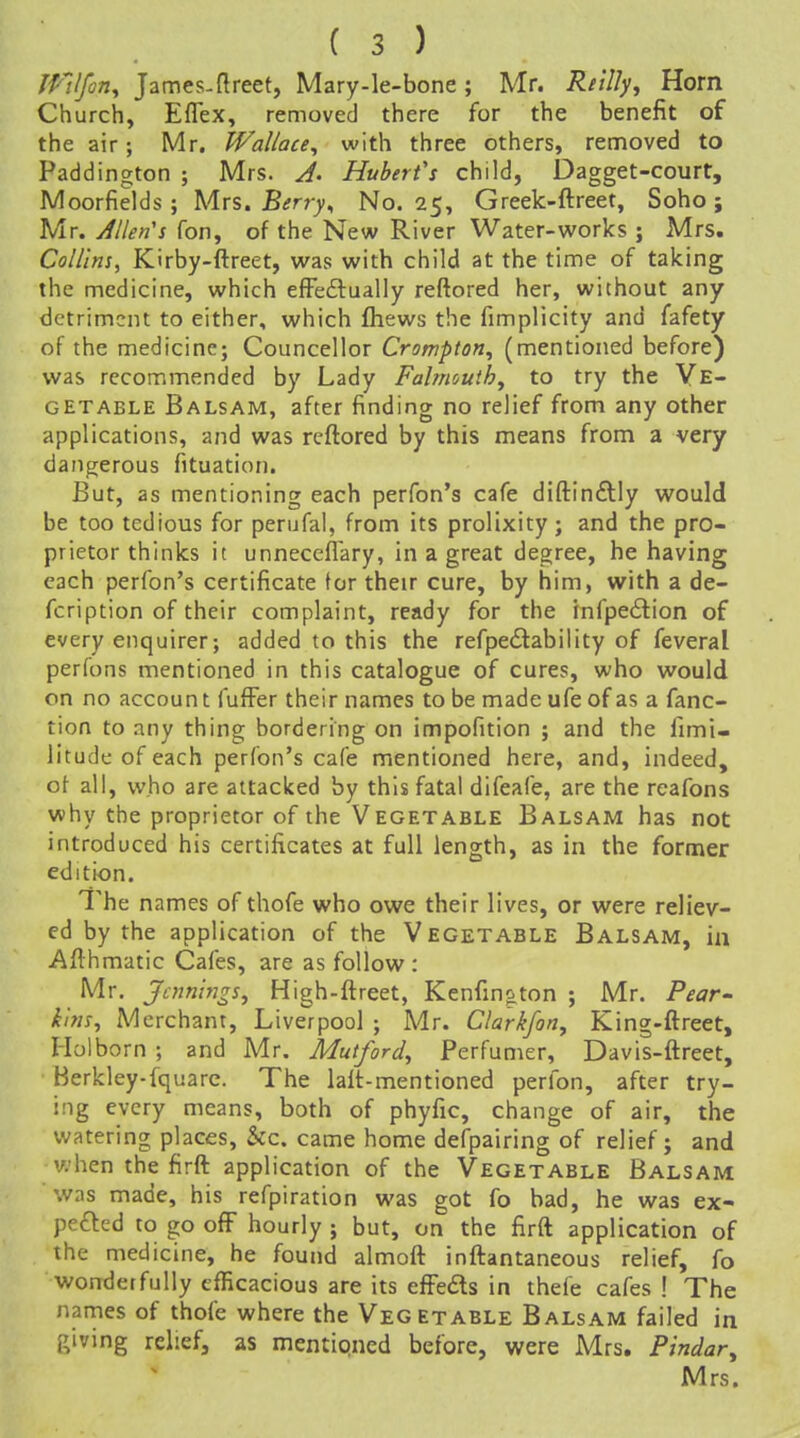 ( 3 )
Wilſon, James-ſtreet, Mary-le-bone ; Mr. Reilly, Horn
Church, Eſſex, removed there for the benefit of
the air ; Mr. Wallace, with three others, removed to
Paddington ; Mrs. A. Hubert's child, Dagget-court,
Moorfields ; Mrs. Berry, No. 25, Greek-ſtreet, Soho ;
Mr. Allen's ſon, of the New River Water-works ; Mrs.
Collins, Kirby-ſtreet, was with child at the time of taking
the medicine, which effectually reſtored her, without any
detriment to either, which ſhews the ſimplicity and ſafety
of the medicine; Councellor Crompton, (mentioned before)
was recommended by Lady Falmouth, to try the VE-
GETABLE BALSAM, after finding no relief from any other
applications, and was reſtored by this means from a very
dangerous ſituation.
But, as mentioning each perſon's caſe diſtinctly would
be too tedious for peruſal, from its prolixity ; and the pro-
prietor thinks it unneceſſary, in a great degree, he having
each perſon's certificate for their cure, by him, with a de-
ſcription of their complaint, ready for the inſpection of
every enquirer; added to this the reſpectability of ſeveral
perſons mentioned in this catalogue of cures, who would
on no account ſuffer their names to be made uſe of as a ſanc-
tion to any thing bordering on impoſition ; and the ſimi-
litude of each perſon's caſe mentioned here, and, indeed,
of all, who are attacked by this fatal diſeaſe, are the reaſons
why the proprietor of the VEGETABLE BALSAM has not
introduced his certificates at full length, as in the former
edition.
The names of thoſe who owe their lives, or were reliev-
ed by the application of the VEGETABLE BALSAM, in
Aſthmatic Caſes, are as follow :
Mr. Jennings, High-ſtreet, Kenſington ; Mr. Pear-
kins, Merchant, Liverpool ; Mr. Clarkſon, King-ſtreet,
Holborn ; and Mr. Mutford, Perfumer, Davis-ſtreet,
Berkley-ſquare. The laſt-mentioned perſon, after try-
ing every means, both of phyſic, change of air, the
watering places, &c. came home deſpairing of relief ; and
when the firſt application of the VEGETABLE BALSAM
was made, his reſpiration was got ſo bad, he was ex-
pected to go off hourly ; but, on the firſt application of
the medicine, he found almoſt inſtantaneous relief, ſo
wonderfully efficacious are its effects in theſe caſes ! The
names of thoſe where the VEGETABLE BALSAM failed in
giving relief, as mentioned before, were Mrs. Pindar,
Mrs.